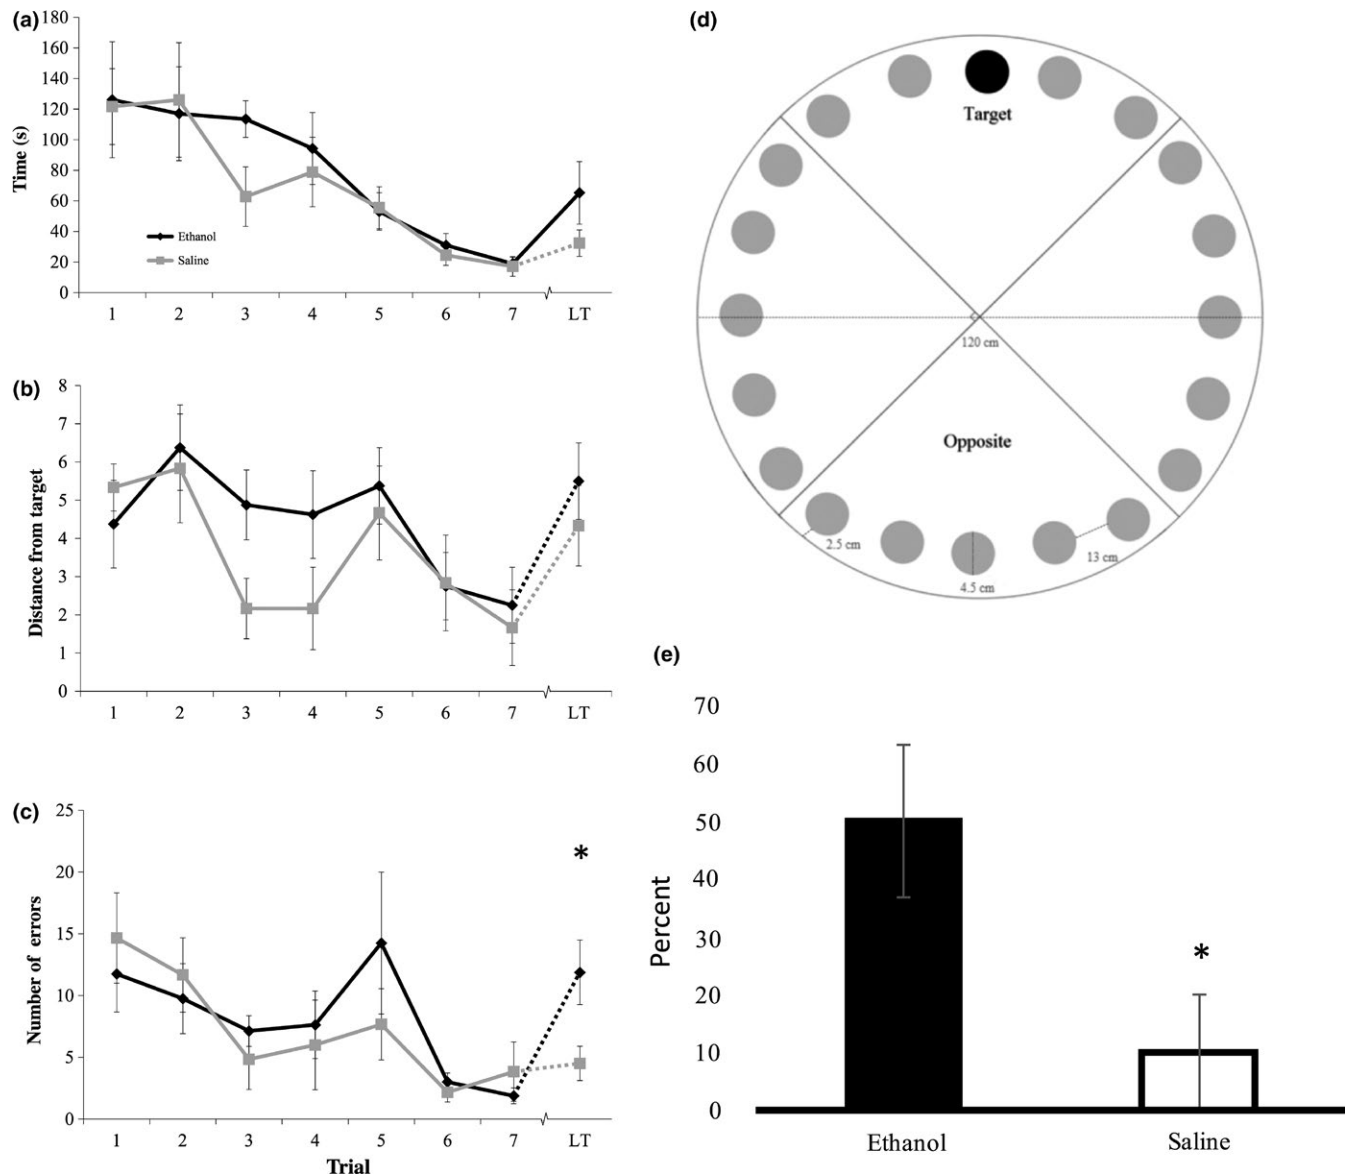 (a)
180
160
140
120
100
80
60
40
20
0
Time (s)
Ethanol
Saline
1 2 3 4 5 6 7 LT
(b)
8
7
6
5
4
3
2
1
0
Distance from target
1 2 3 4 5 6 7 LT
(c)
25
20
15
10
5
0
Number of errors
*
1 2 3 4 5 6 7 LT
Trial
(d)
Target
120 cm
Opposite
2.5 cm
4.5 cm
13 cm
(e)
70
60
50
40
30
20
10
0
Percent
*
Ethanol Saline